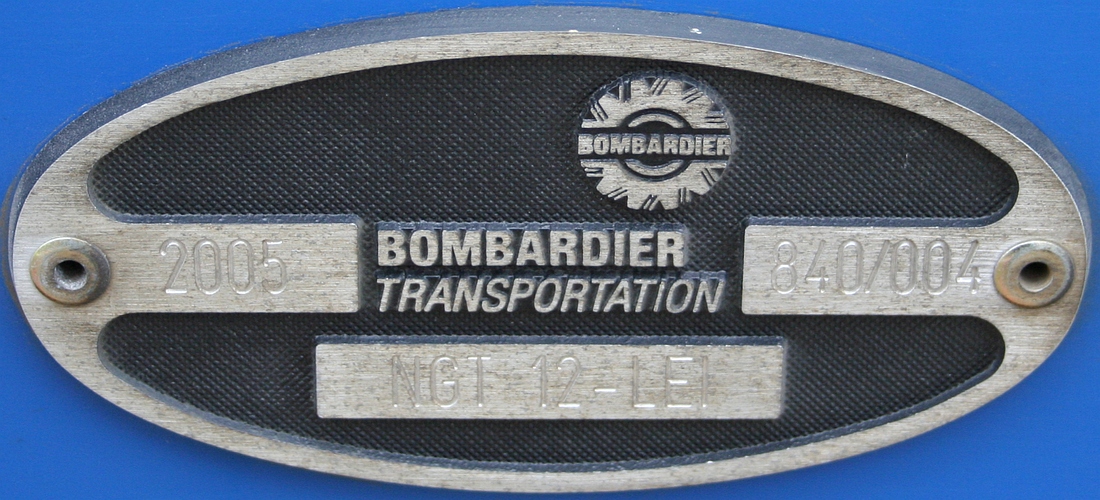 BOMBARDIER
2005
BOMBARDIER
TRANSPORTATION
840/004
NGT 12-LEI